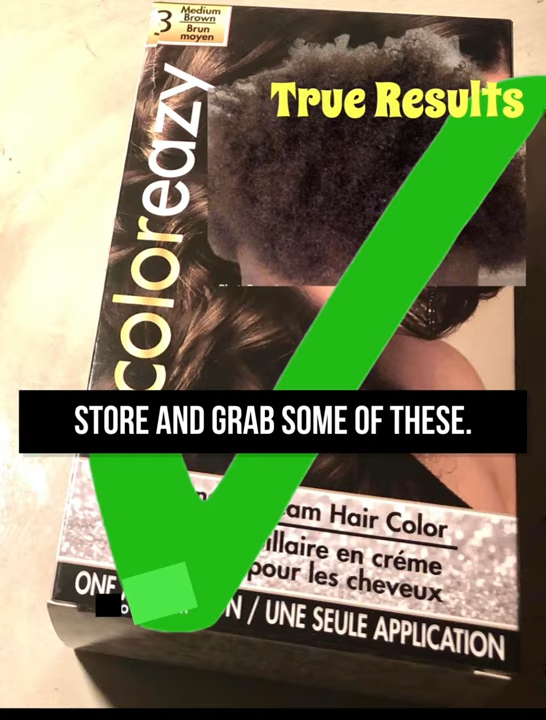 3 Medium
Brown
Brun
moyen
True Results
coloreazy
STORE AND GRAB SOME OF THESE.
am Hair Color
illaire en créme
pour les cheveux
ONE N / UNE SEULE APPLICATION